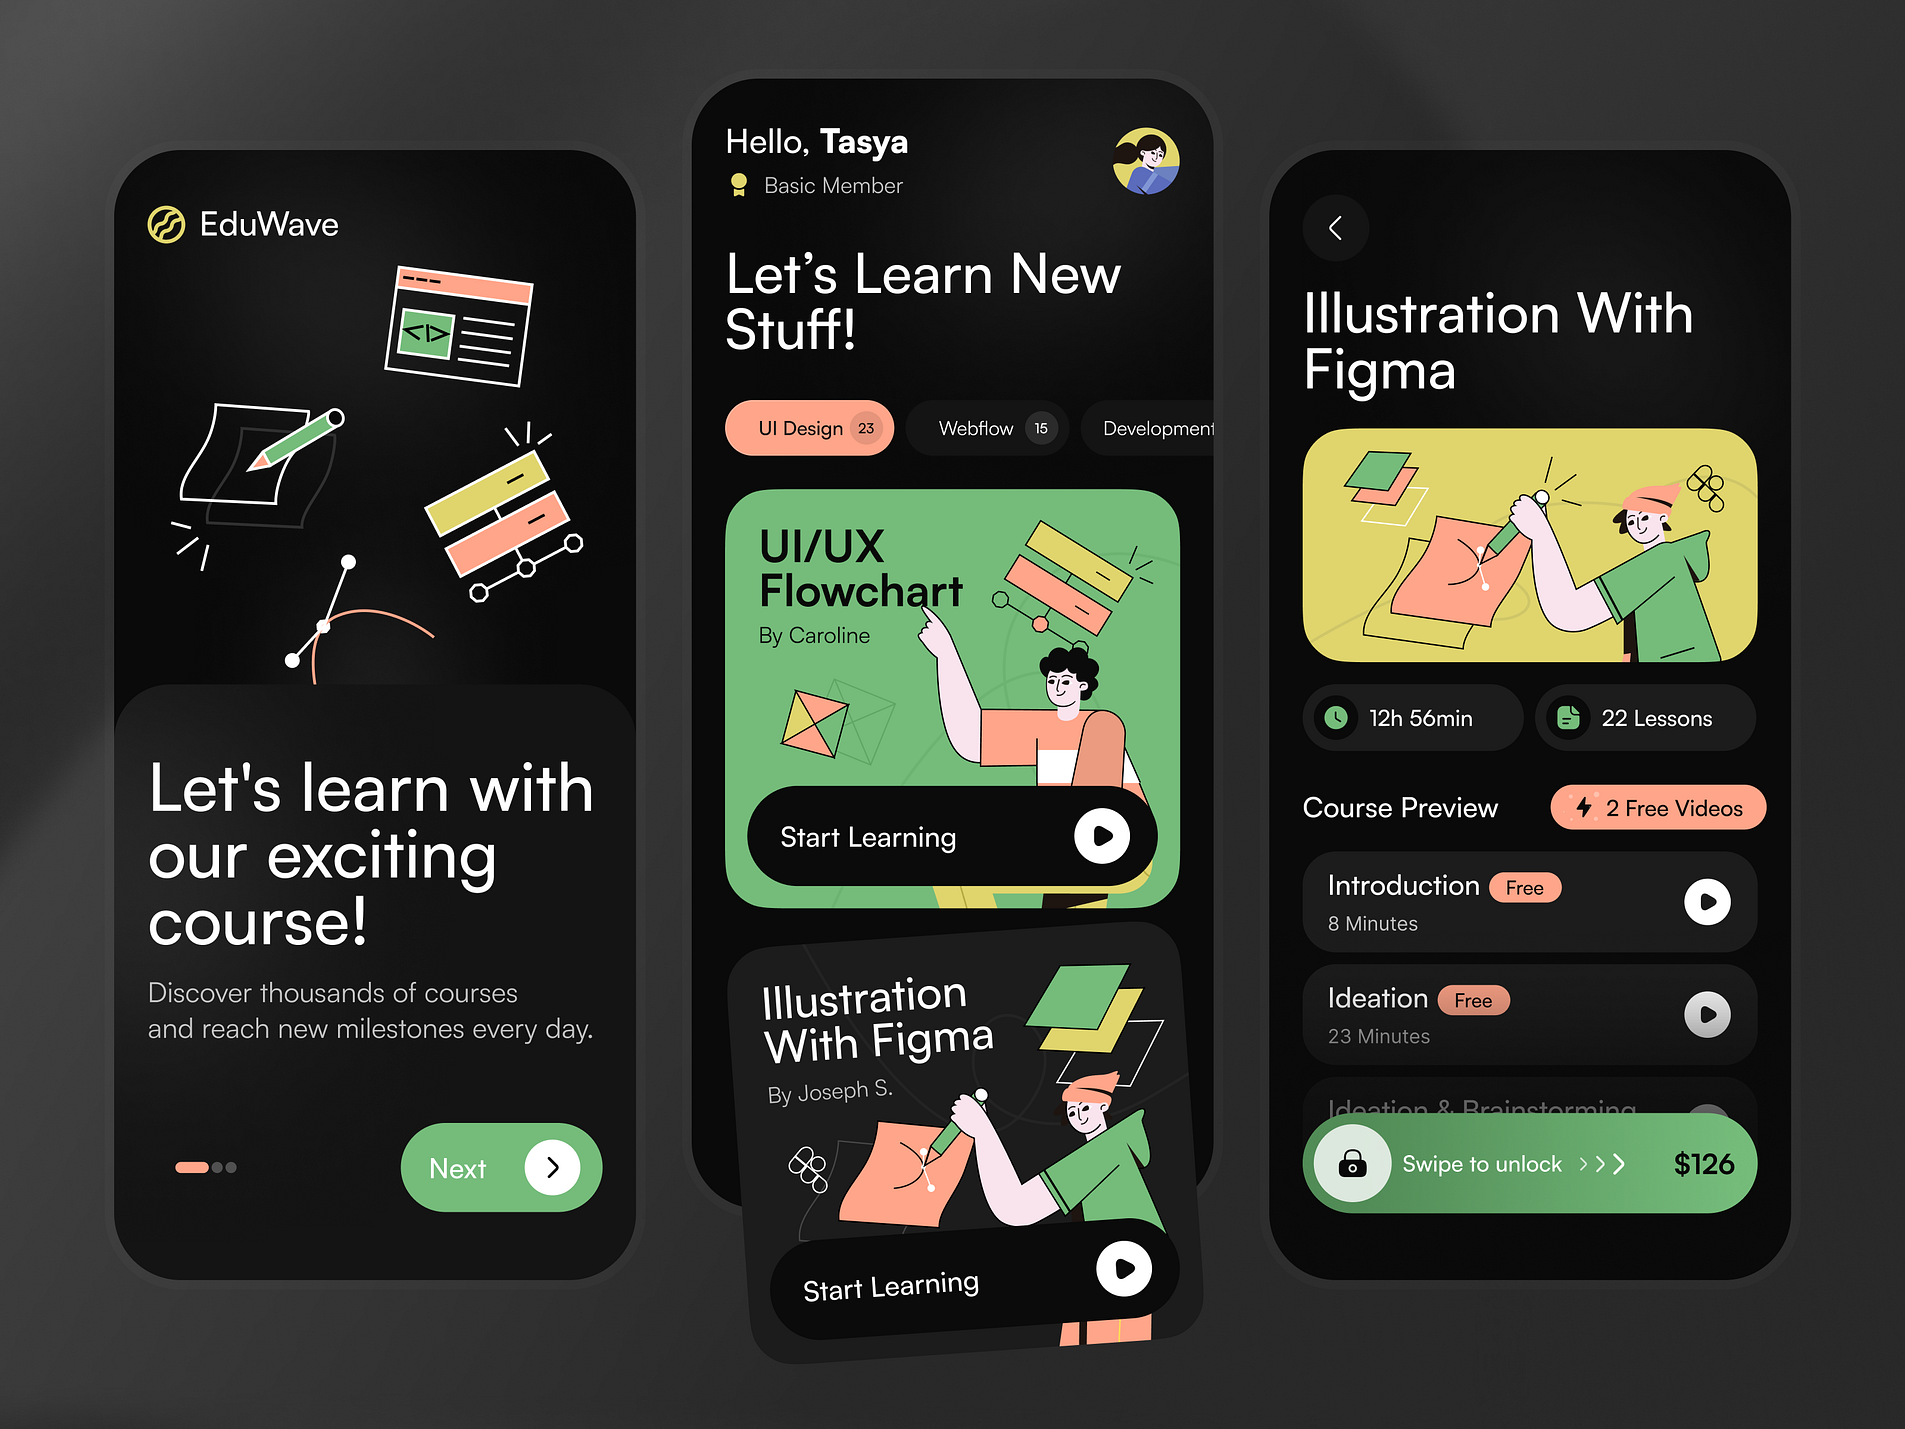 EduWave
Let's learn with
our exciting
course!
Discover thousands of courses
and reach new milestones every day.
Next
Hello, Tasya
Basic Member
Let’s Learn New
Stuff!
UI Design 23
Webflow 15
Development
UI/UX
Flowchart
By Caroline
Start Learning
Illustration
With Figma
By Joseph S.
Start Learning
Illustration With
Figma
12h 56min
22 Lessons
Course Preview
2 Free Videos
Introduction Free
8 Minutes
Ideation Free
23 Minutes
Ideation & Brainstorming
Swipe to unlock
$126